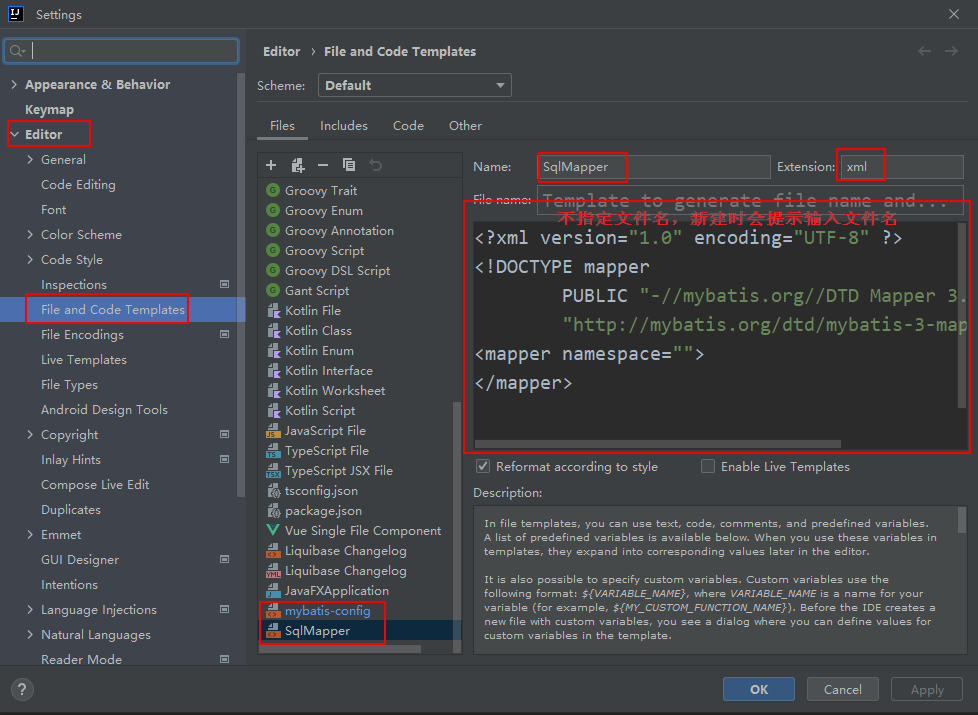 Settings
Appearance & Behavior
Keymap
Editor
General
Code Editing
Font
Color Scheme
Code Style
Inspections
File and Code Templates
File Encodings
Live Templates
File Types
Android Design Tools
Copyright
Inlay Hints
Compose Live Edit
Duplicates
Emmet
GUI Designer
Intentions
Language Injections
Natural Languages
Reader Mode
Editor › File and Code Templates
Scheme: Default
Files Includes Code Other
Groovy Trait
Groovy Enum
Groovy Annotation
Groovy Script
Groovy DSL Script
Gant Script
Kotlin File
Kotlin Class
Kotlin Enum
Kotlin Interface
Kotlin Worksheet
Kotlin Script
JavaScript File
TypeScript File
TypeScript JSX File
tsconfig.json
package.json
Vue Single File Component
Liquibase Changelog
Liquibase Changelog
JavaFXApplication
mybatis-config
SqlMapper
Name: SqlMapper Extension: xml
File name: Template to generate file name and...
不指定文件名，新建时会提示输入文件名
<?xml version="1.0" encoding="UTF-8" ?>
<!DOCTYPE mapper
PUBLIC "-//mybatis.org//DTD Mapper 3.
"http://mybatis.org/dtd/mybatis-3-map
<mapper namespace="">
</mapper>
Reformat according to style Enable Live Templates
Description:
In file templates, you can use text, code, comments, and predefined variables.
A list of predefined variables is available below. When you use these variables in
templates, they expand into corresponding values later in the editor.
It is also possible to specify custom variables. Custom variables use the
following format: ${VARIABLE_NAME}, where VARIABLE_NAME is a name for your
variable (for example, ${MY_CUSTOM_FUNCTION_NAME}). Before the IDE creates a
new file with custom variables, you see a dialog where you can define values for
custom variables in the template.
? OK Cancel Apply